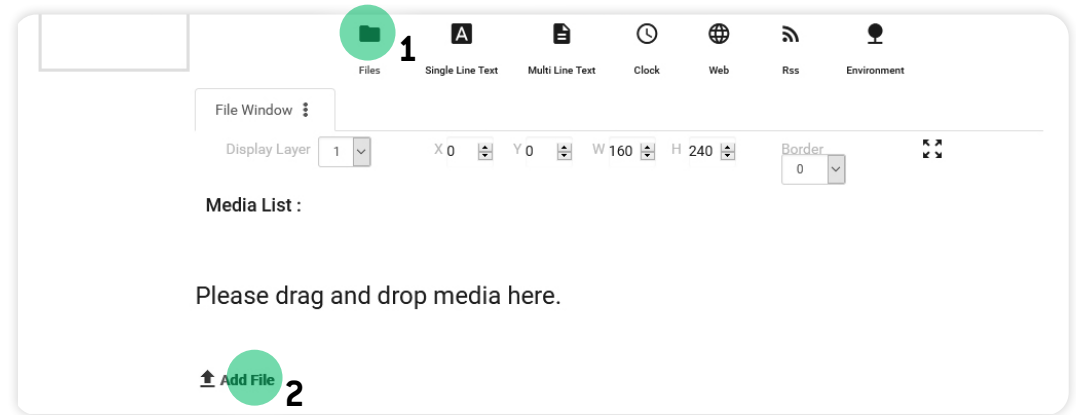 1
Files Single Line Text Multi Line Text Clock Web Rss Environment
File Window
Display Layer 1 X 0 Y 0 W 160 H 240 Border
0
Media List :
Please drag and drop media here.
Add File 2